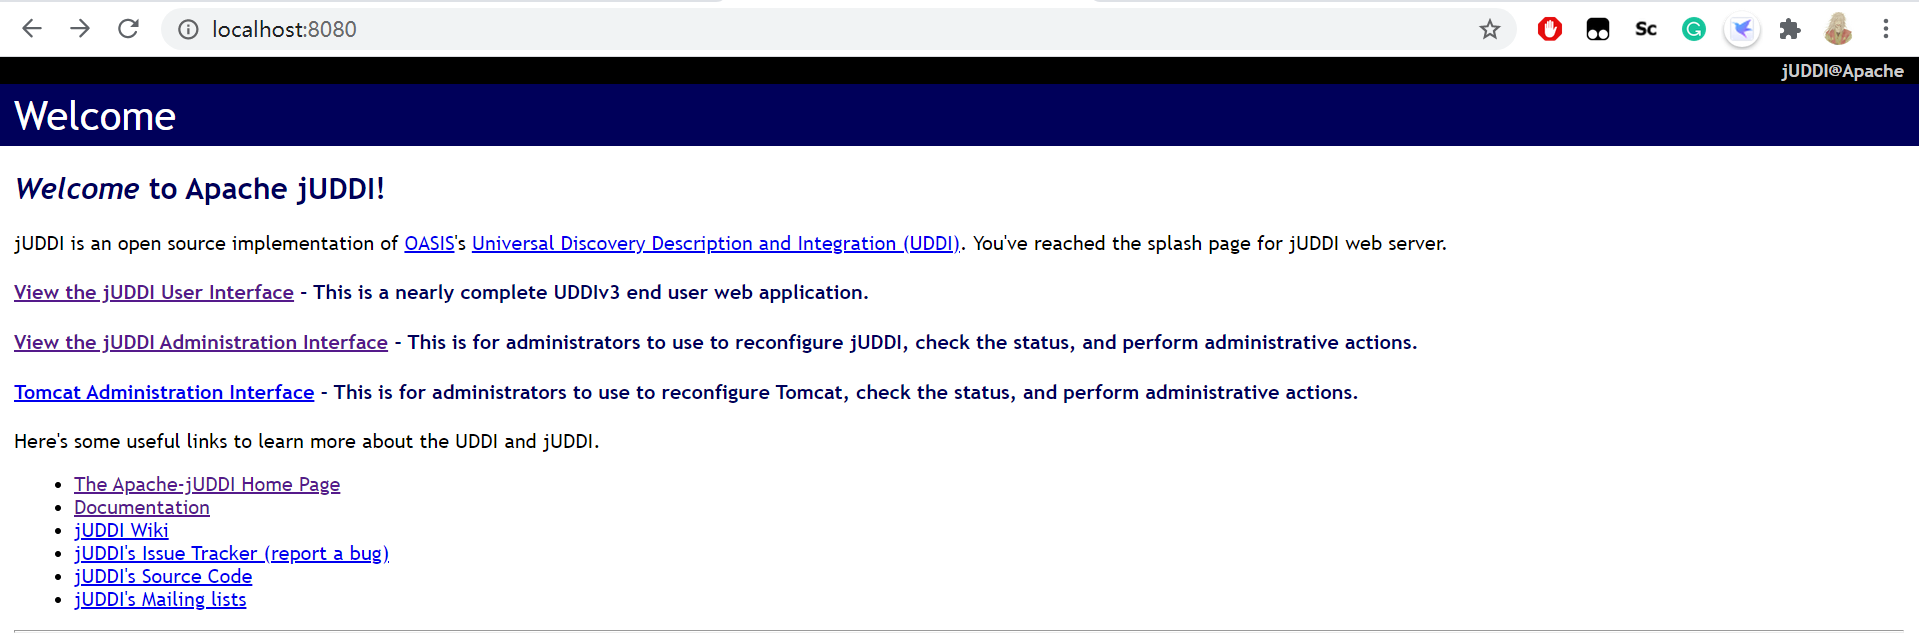 localhost:8080
Sc
jUDDI@Apache
Welcome
Welcome to Apache jUDDI!
jUDDI is an open source implementation of OASIS's Universal Discovery Description and Integration (UDDI). You've reached the splash page for jUDDI web server.
View the jUDDI User Interface - This is a nearly complete UDDIv3 end user web application.
View the jUDDI Administration Interface - This is for administrators to use to reconfigure jUDDI, check the status, and perform administrative actions.
Tomcat Administration Interface - This is for administrators to use to reconfigure Tomcat, check the status, and perform administrative actions.
Here's some useful links to learn more about the UDDI and jUDDI.
• The Apache-jUDDI Home Page
• Documentation
• jUDDI Wiki
• jUDDI's Issue Tracker (report a bug)
• jUDDI's Source Code
• jUDDI's Mailing lists